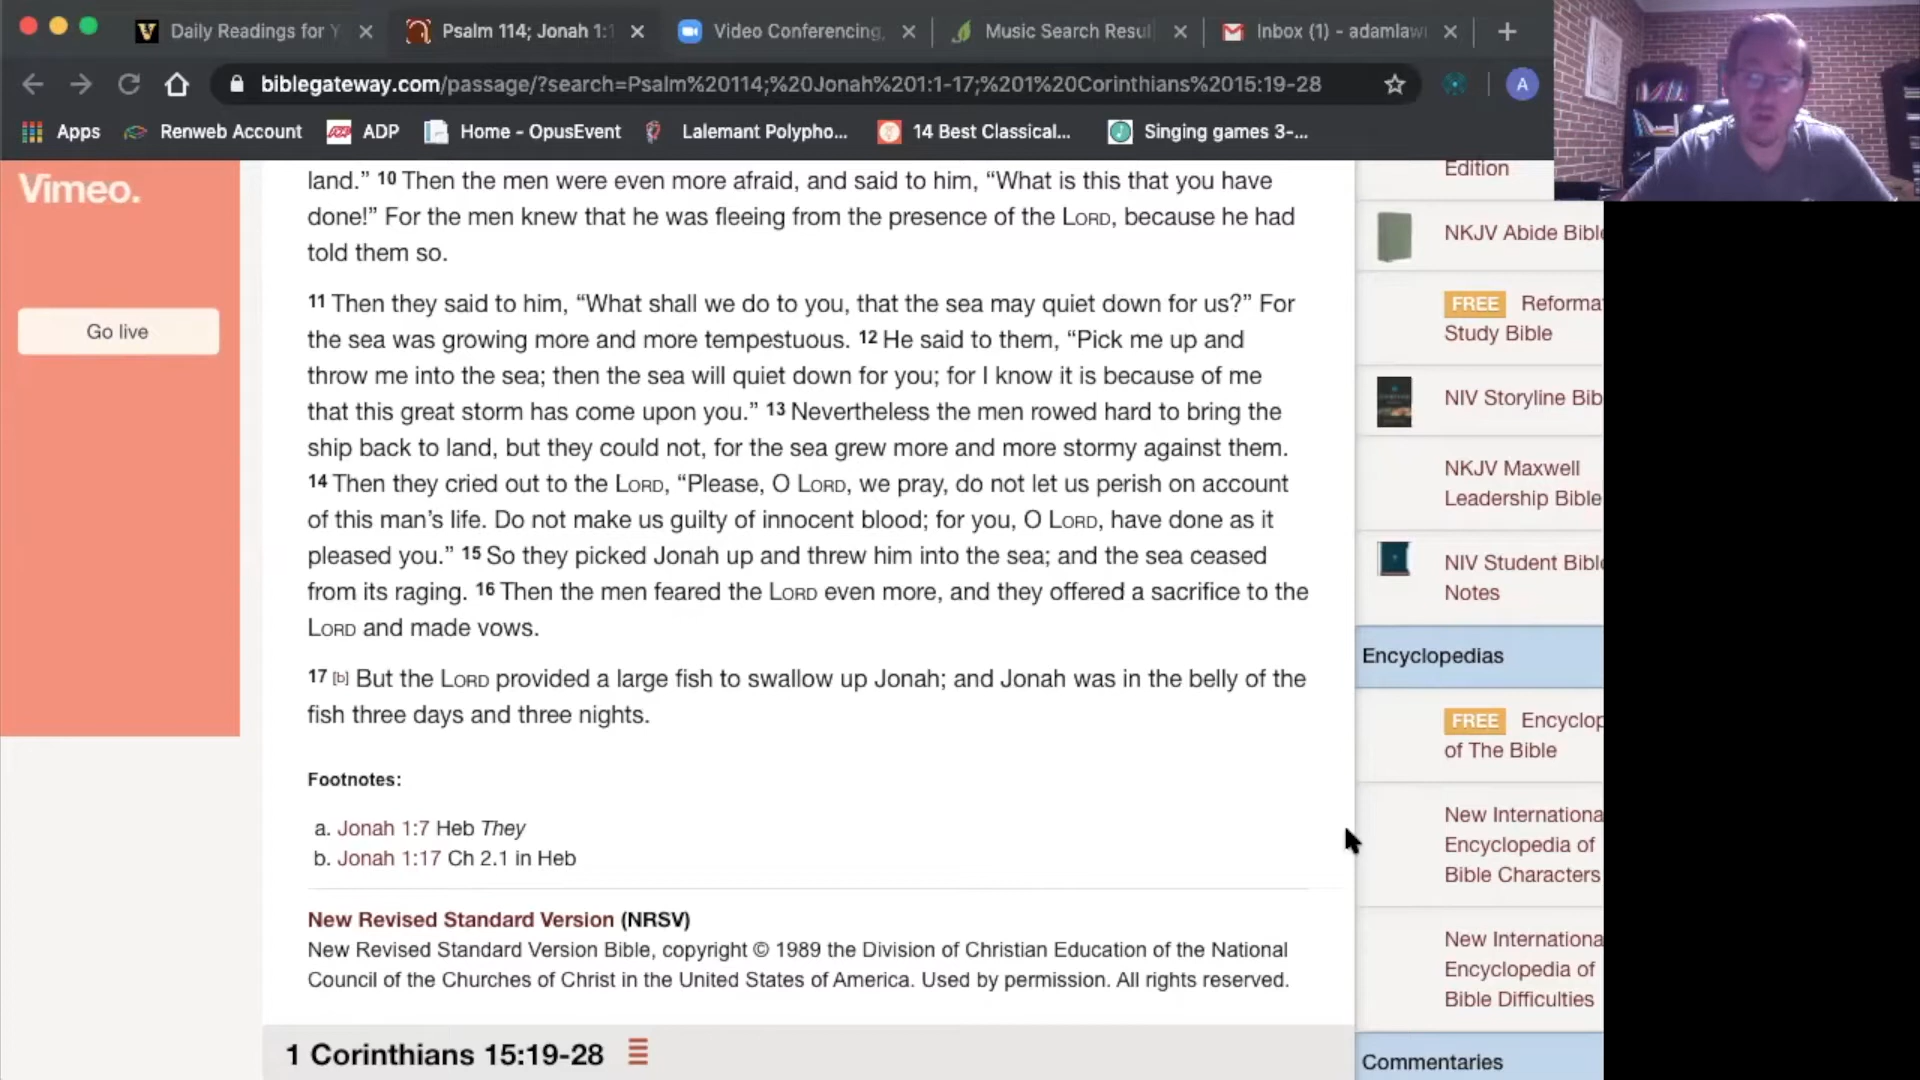 Daily Readings for Y
Psalm 114; Jonah 1:1
Video Conferencing,
Music Search Resul
Inbox (1) - adamlaw
biblegateway.com/passage/?search=Psalm%20114;%20Jonah%201:1-17;%201%20Corinthians%2015:19-28
A
Apps
Renweb Account
ADP
Home - OpusEvent
Lalemant Polypho...
14 Best Classical...
Singing games 3-...
Vimeo.
Go live
land.” 10 Then the men were even more afraid, and said to him, “What is this that you have
done!” For the men knew that he was fleeing from the presence of the LORD, because he had
told them so.
11 Then they said to him, “What shall we do to you, that the sea may quiet down for us?” For
the sea was growing more and more tempestuous. 12 He said to them, “Pick me up and
throw me into the sea; then the sea will quiet down for you; for I know it is because of me
that this great storm has come upon you.” 13 Nevertheless the men rowed hard to bring the
ship back to land, but they could not, for the sea grew more and more stormy against them.
14 Then they cried out to the LORD, “Please, O LORD, we pray, do not let us perish on account
of this man’s life. Do not make us guilty of innocent blood; for you, O LORD, have done as it
pleased you.” 15 So they picked Jonah up and threw him into the sea; and the sea ceased
from its raging. 16 Then the men feared the LORD even more, and they offered a sacrifice to the
LORD and made vows.
17 [b] But the LORD provided a large fish to swallow up Jonah; and Jonah was in the belly of the
fish three days and three nights.
Footnotes:
a. Jonah 1:7 Heb They
b. Jonah 1:17 Ch 2.1 in Heb
New Revised Standard Version (NRSV)
New Revised Standard Version Bible, copyright © 1989 the Division of Christian Education of the National
Council of the Churches of Christ in the United States of America. Used by permission. All rights reserved.
1 Corinthians 15:19-28
Edition
NKJV Abide Bible
FREE Reforma
Study Bible
NIV Storyline Bib
NKJV Maxwell
Leadership Bible
NIV Student Bible
Notes
Encyclopedias
FREE Encyclop
of The Bible
New Internationa
Encyclopedia of
Bible Characters
New Internationa
Encyclopedia of
Bible Difficulties
Commentaries